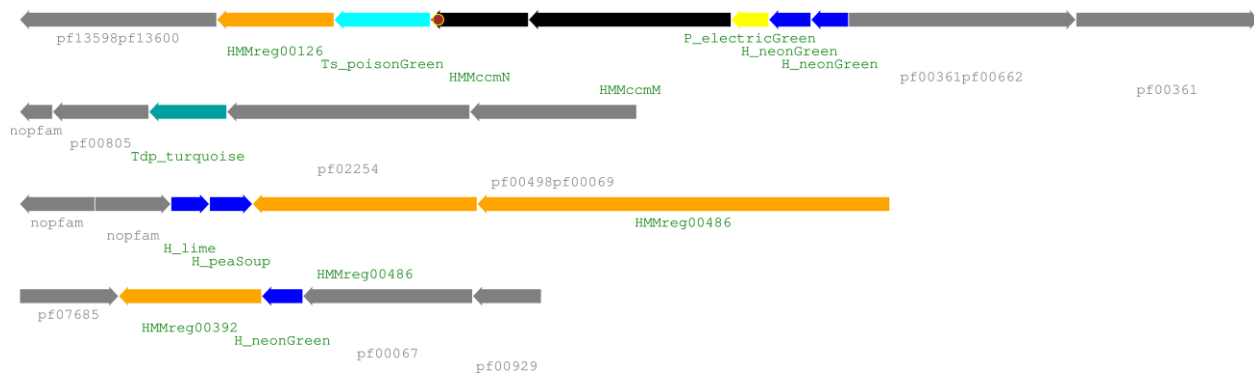 pf13598pf13600
HMMreg00126
Ts_poisonGreen
HMMccmN
HMMccmM
P_electricGreen
H_neonGreen
H_neonGreen
pf00361pf00662
pf00361
nopfam
pf00805
Tdp_turquoise
pf02254
pf00498pf00069
nopfam
nopfam
H_lime
H_peaSoup
HMMreg00486
HMMreg00486
pf07685
HMMreg00392
H_neonGreen
pf00067
pf00929